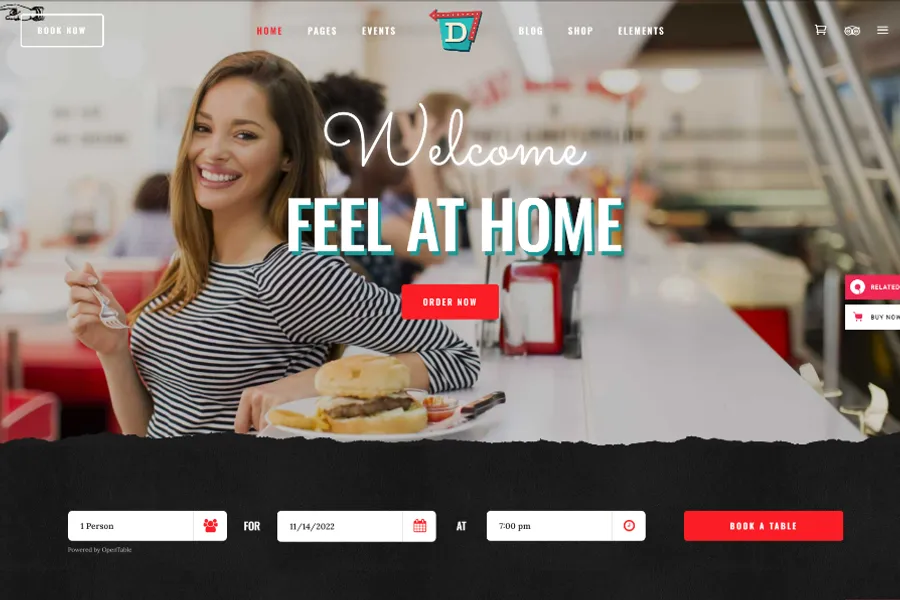 BOOK NOW
HOME PAGES EVENTS D BLOG SHOP ELEMENTS
Welcome
FEEL AT HOME
ORDER NOW
RELATED
BUY NOW
1 Person FOR 11/14/2022 AT 7:00 pm BOOK A TABLE
Powered by OpenTable